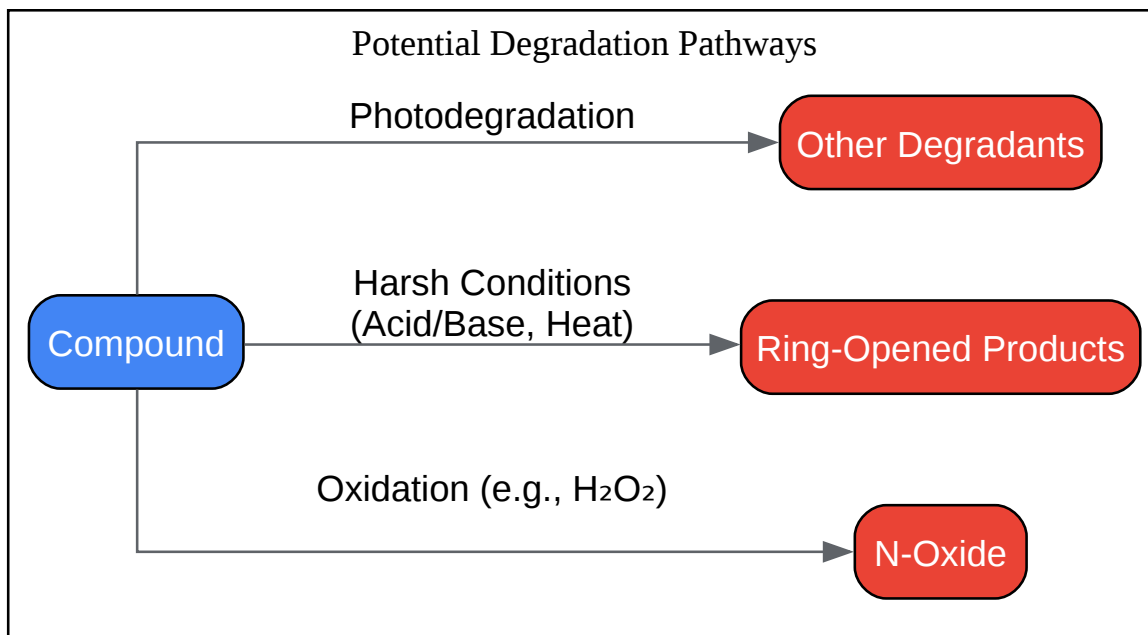 Potential Degradation Pathways
Photodegradation
Other Degradants
Harsh Conditions
(Acid/Base, Heat)
Compound
Ring-Opened Products
Oxidation (e.g., H₂O₂)
N-Oxide